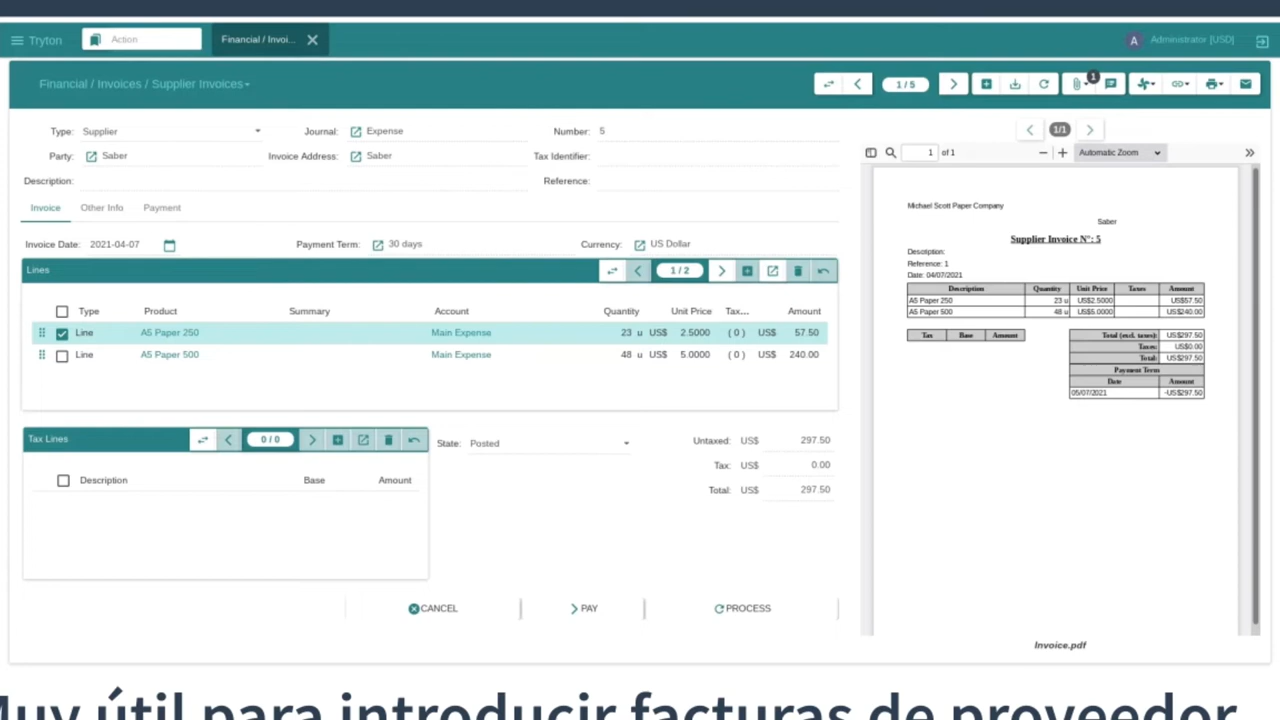 Tryton
Action
Financial / Invoi...
A
Administrator [USD]
Financial / Invoices / Supplier Invoices
1 / 5
1
Type: Supplier
Journal: Expense
Number: 5
Party: Saber
Invoice Address: Saber
Tax Identifier:
Description:
Reference:
Invoice Other Info Payment
Invoice Date: 2021-04-07
Payment Term: 30 days
Currency: US Dollar
Lines
1 / 2
Type Product Summary Account Quantity Unit Price Tax... Amount
Line A5 Paper 250 Main Expense 23 u US$ 2.5000 ( 0 ) US$ 57.50
Line A5 Paper 500 Main Expense 48 u US$ 5.0000 ( 0 ) US$ 240.00
Tax Lines
0 / 0
Description Base Amount
State: Posted
Untaxed: US$ 297.50
Tax: US$ 0.00
Total: US$ 297.50
CANCEL
PAY
PROCESS
1/1
1 of 1
Automatic Zoom
Michael Scott Paper Company
Saber
Supplier Invoice N°: 5
Description:
Reference: 1
Date: 04/07/2021
Description Quantity Unit Price Taxes Amount
A5 Paper 250 23 u US$2.5000 US$57.50
A5 Paper 500 48 u US$5.0000 US$240.00
Tax Base Amount
Total (excl. taxes): US$297.50
Taxes: US$0.00
Total: US$297.50
Payment Term
Date Amount
05/07/2021 -US$297.50
Invoice.pdf
Muy útil para introducir facturas de proveedor